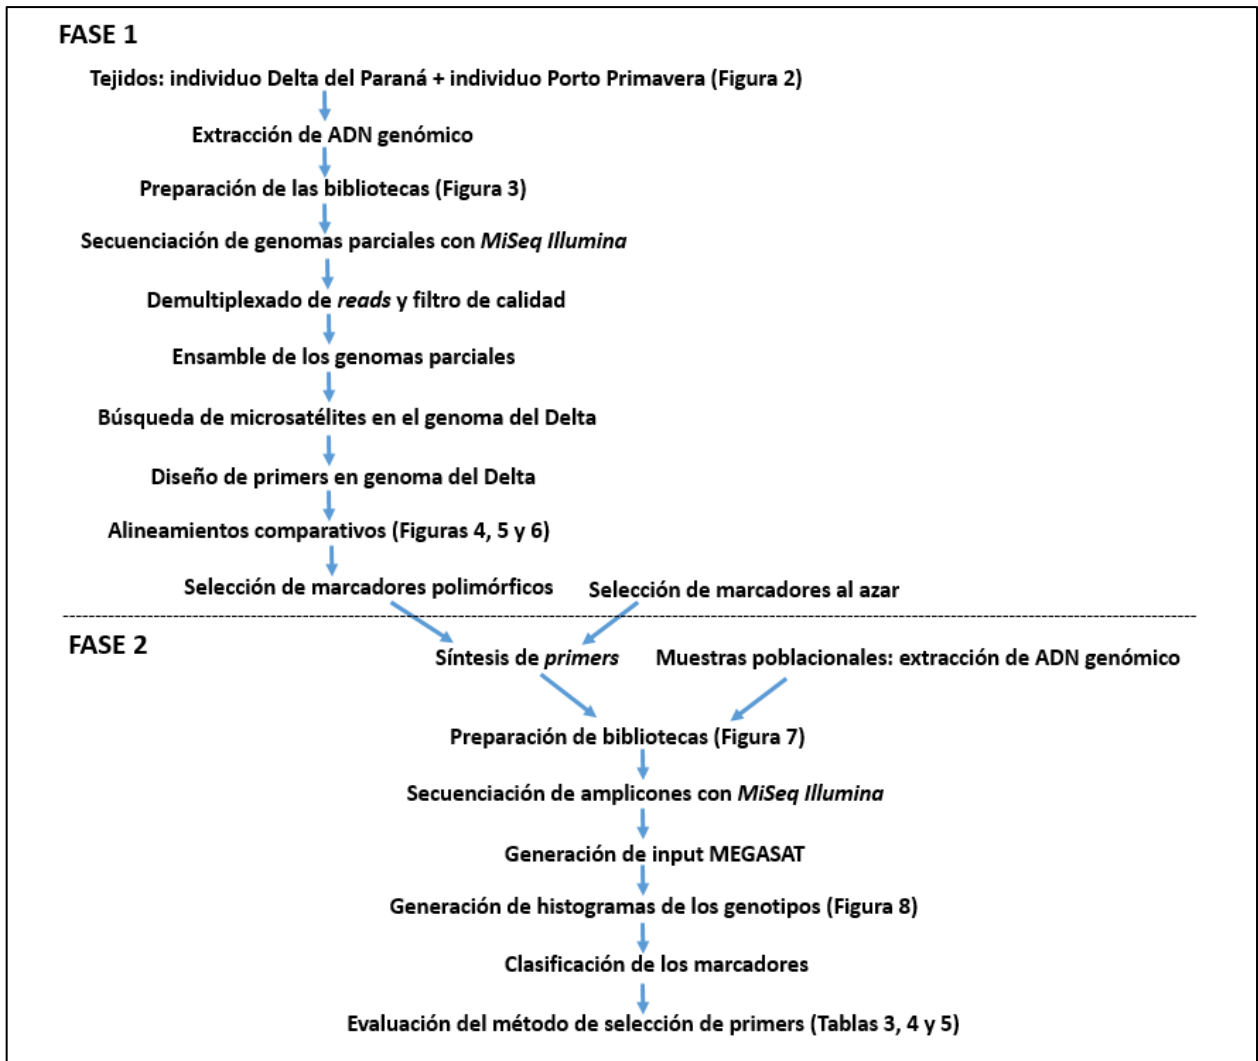 FASE 1
Tejidos: individuo Delta del Paraná + individuo Porto Primavera (Figura 2)
Extracción de ADN genómico
Preparación de las bibliotecas (Figura 3)
Secuenciación de genomas parciales con MiSeq Illumina
Demultiplexado de reads y filtro de calidad
Ensamble de los genomas parciales
Búsqueda de microsatélites en el genoma del Delta
Diseño de primers en genoma del Delta
Alineamientos comparativos (Figuras 4, 5 y 6)
Selección de marcadores polimórficos
Selección de marcadores al azar
FASE 2
Síntesis de primers
Muestras poblacionales: extracción de ADN genómico
Preparación de bibliotecas (Figura 7)
Secuenciación de amplicones con MiSeq Illumina
Generación de input MEGASAT
Generación de histogramas de los genotipos (Figura 8)
Clasificación de los marcadores
Evaluación del método de selección de primers (Tablas 3, 4 y 5)